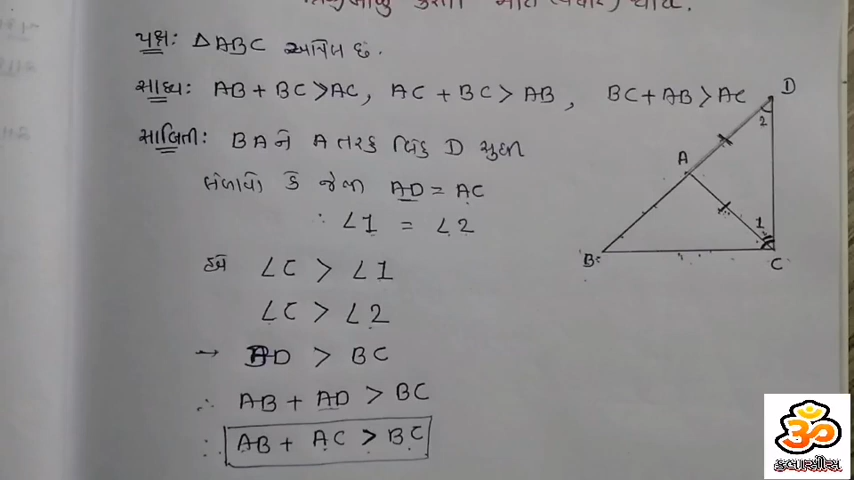 પક્ષ: ΔABC આપેલ છે.
સાધ્ય: AB + BC > AC, AC + BC > AB, BC + AB > AC
સાબિતી: BA ને A તરફ બિંદુ D સુધી
લંબાવો કે જેથી AD = AC
∴ ∠1 = ∠2
હવે ∠C > ∠1
∠C > ∠2
→ BD > BC
∴ AB + AD > BC
∴ AB + AC > BC
D
2
A
1
B
C
ૐ
ક્લાસીસ